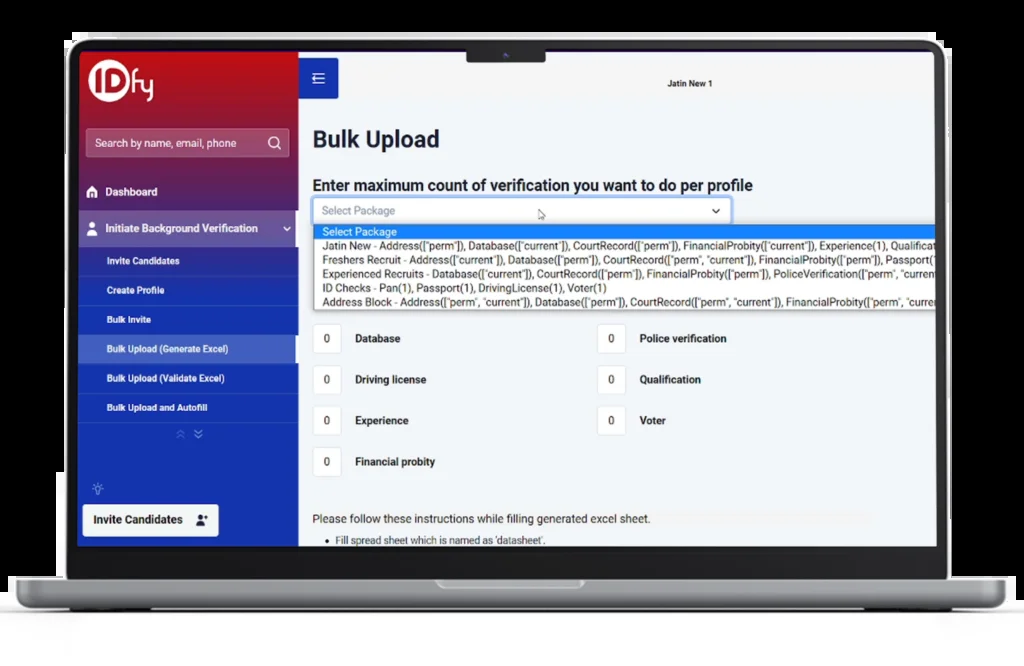 IDfy
Jatin New 1
Search by name, email, phone
Dashboard
Initiate Background Verification
Invite Candidates
Create Profile
Bulk Invite
Bulk Upload (Generate Excel)
Bulk Upload (Validate Excel)
Bulk Upload and Autofill
Invite Candidates
Bulk Upload
Enter maximum count of verification you want to do per profile
Select Package
Select Package
Jatin New - Address(["perm"]), Database(["current"]), CourtRecord(["perm"]), FinancialProbity(["current"]), Experience(1), Qualificat
Freshers Recruit - Address(["current"]), Database(["perm"]), CourtRecord(["perm", "current"]), FinancialProbity(["perm"]), Passport(1
Experienced Recruits - Database(["current"]), CourtRecord(["perm"]), FinancialProbity(["perm"]), PoliceVerification(["perm", "curren
ID Checks - Pan(1), Passport(1), DrivingLicense(1), Voter(1)
Address Block - Address(["perm", "current"]), Database(["perm"]), CourtRecord(["perm", "current"]), FinancialProbity(["perm", "curre
0 Database 0 Police verification
0 Driving license 0 Qualification
0 Experience 0 Voter
0 Financial probity
Please follow these instructions while filling generated excel sheet.
• Fill spread sheet which is named as 'datasheet'.